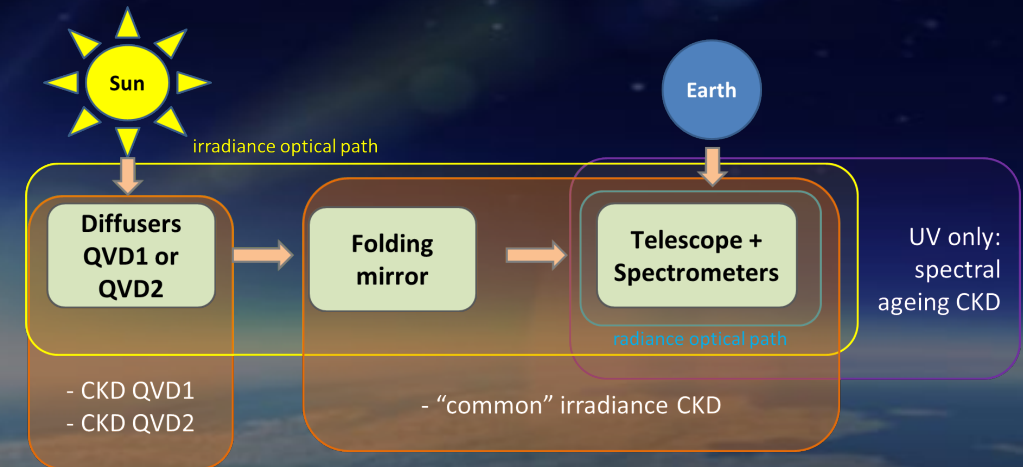 Sun
Earth
irradiance optical path
Diffusers
QVD1 or
QVD2
Folding
mirror
Telescope +
Spectrometers
UV only:
spectral
ageing CKD
radiance optical path
- CKD QVD1
- CKD QVD2
- “common” irradiance CKD